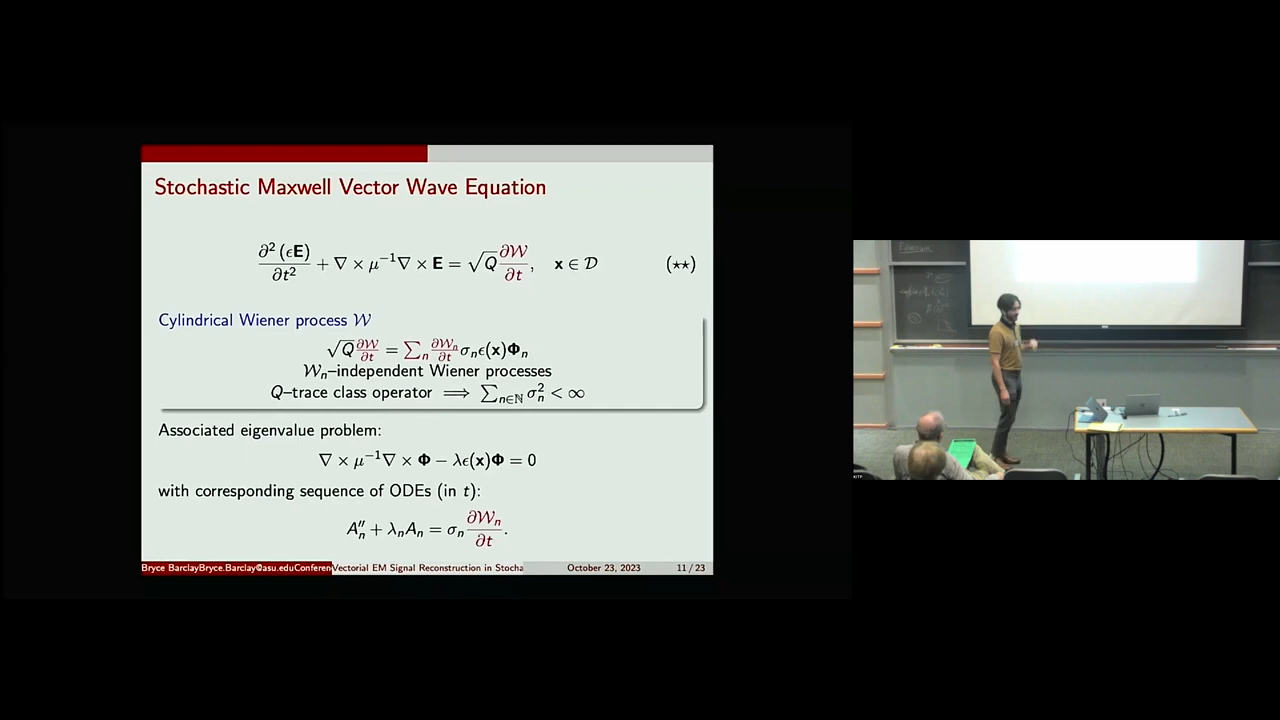 Stochastic Maxwell Vector Wave Equation
∂²(ϵE)/∂t² + ∇ × μ⁻¹∇ × E = √Q ∂𝒲/∂t, x ∈ 𝒟 (⋆⋆)
Cylindrical Wiener process 𝒲
√Q ∂𝒲/∂t = ∑ₙ ∂𝒲ₙ/∂t σₙϵ(x)Φₙ
𝒲ₙ–independent Wiener processes
Q–trace class operator ⟹ ∑ₙ∈ℕ σₙ² < ∞
Associated eigenvalue problem:
∇ × μ⁻¹∇ × Φ − λϵ(x)Φ = 0
with corresponding sequence of ODEs (in t):
Aₙ′′ + λₙAₙ = σₙ ∂𝒲ₙ/∂t.
Bryce BarclayBryce.Barclay@asu.eduConferen Vectorial EM Signal Reconstruction in Stocha October 23, 2023 11 / 23
KITP